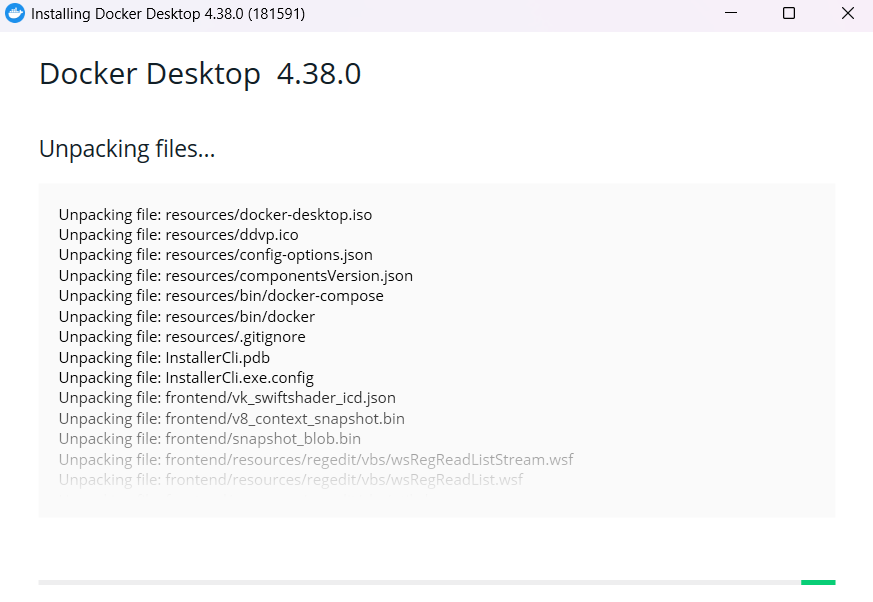 Installing Docker Desktop 4.38.0 (181591)
Docker Desktop 4.38.0
Unpacking files...
Unpacking file: resources/docker-desktop.iso
Unpacking file: resources/ddvp.ico
Unpacking file: resources/config-options.json
Unpacking file: resources/componentsVersion.json
Unpacking file: resources/bin/docker-compose
Unpacking file: resources/bin/docker
Unpacking file: resources/.gitignore
Unpacking file: InstallerCli.pdb
Unpacking file: InstallerCli.exe.config
Unpacking file: frontend/vk_swiftshader_icd.json
Unpacking file: frontend/v8_context_snapshot.bin
Unpacking file: frontend/snapshot_blob.bin
Unpacking file: frontend/resources/regedit/vbs/wsRegReadListStream.wsf
Unpacking file: frontend/resources/regedit/vbs/wsRegReadList.wsf